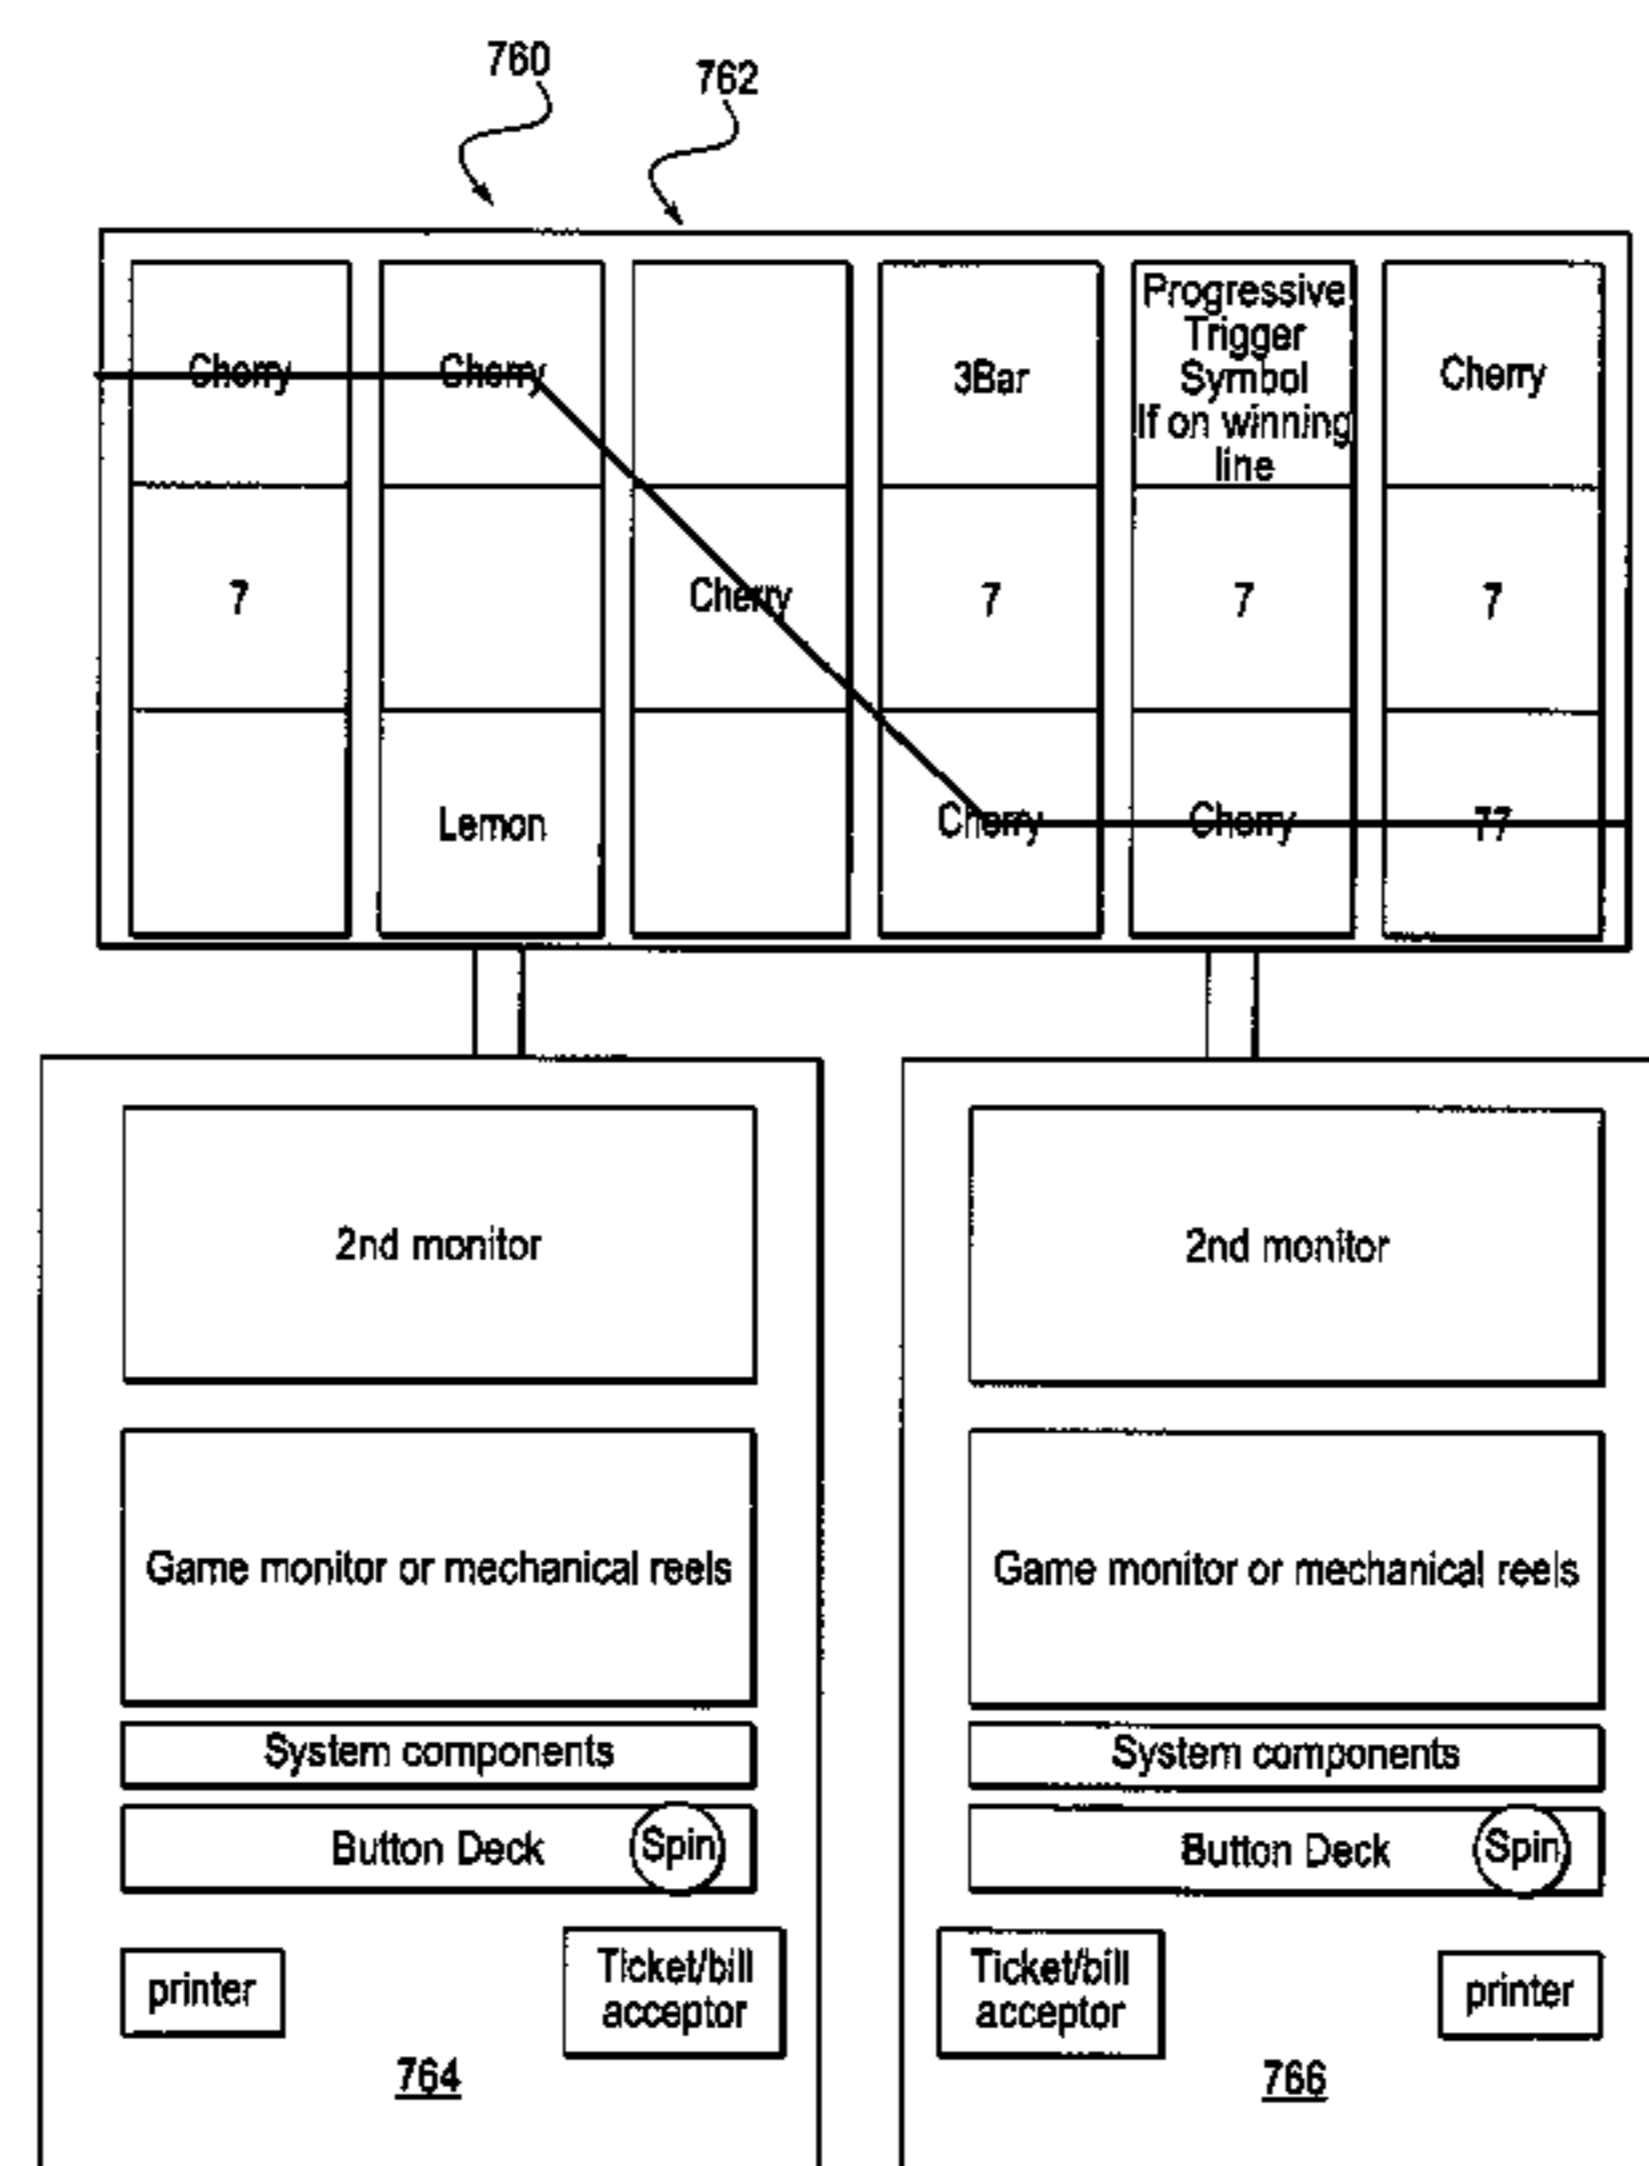 760
762
Cherry
Cherry
3Bar
Progressive
Trigger
Symbol
If on winning
line
Cherry
7
Cherry
7
7
7
Lemon
Cherry
Cherry
77
2nd monitor
2nd monitor
Game monitor or mechanical reels
Game monitor or mechanical reels
System components
System components
Button Deck
Spin
Button Deck
Spin
printer
Ticket/bill
acceptor
Ticket/bill
acceptor
printer
764
766